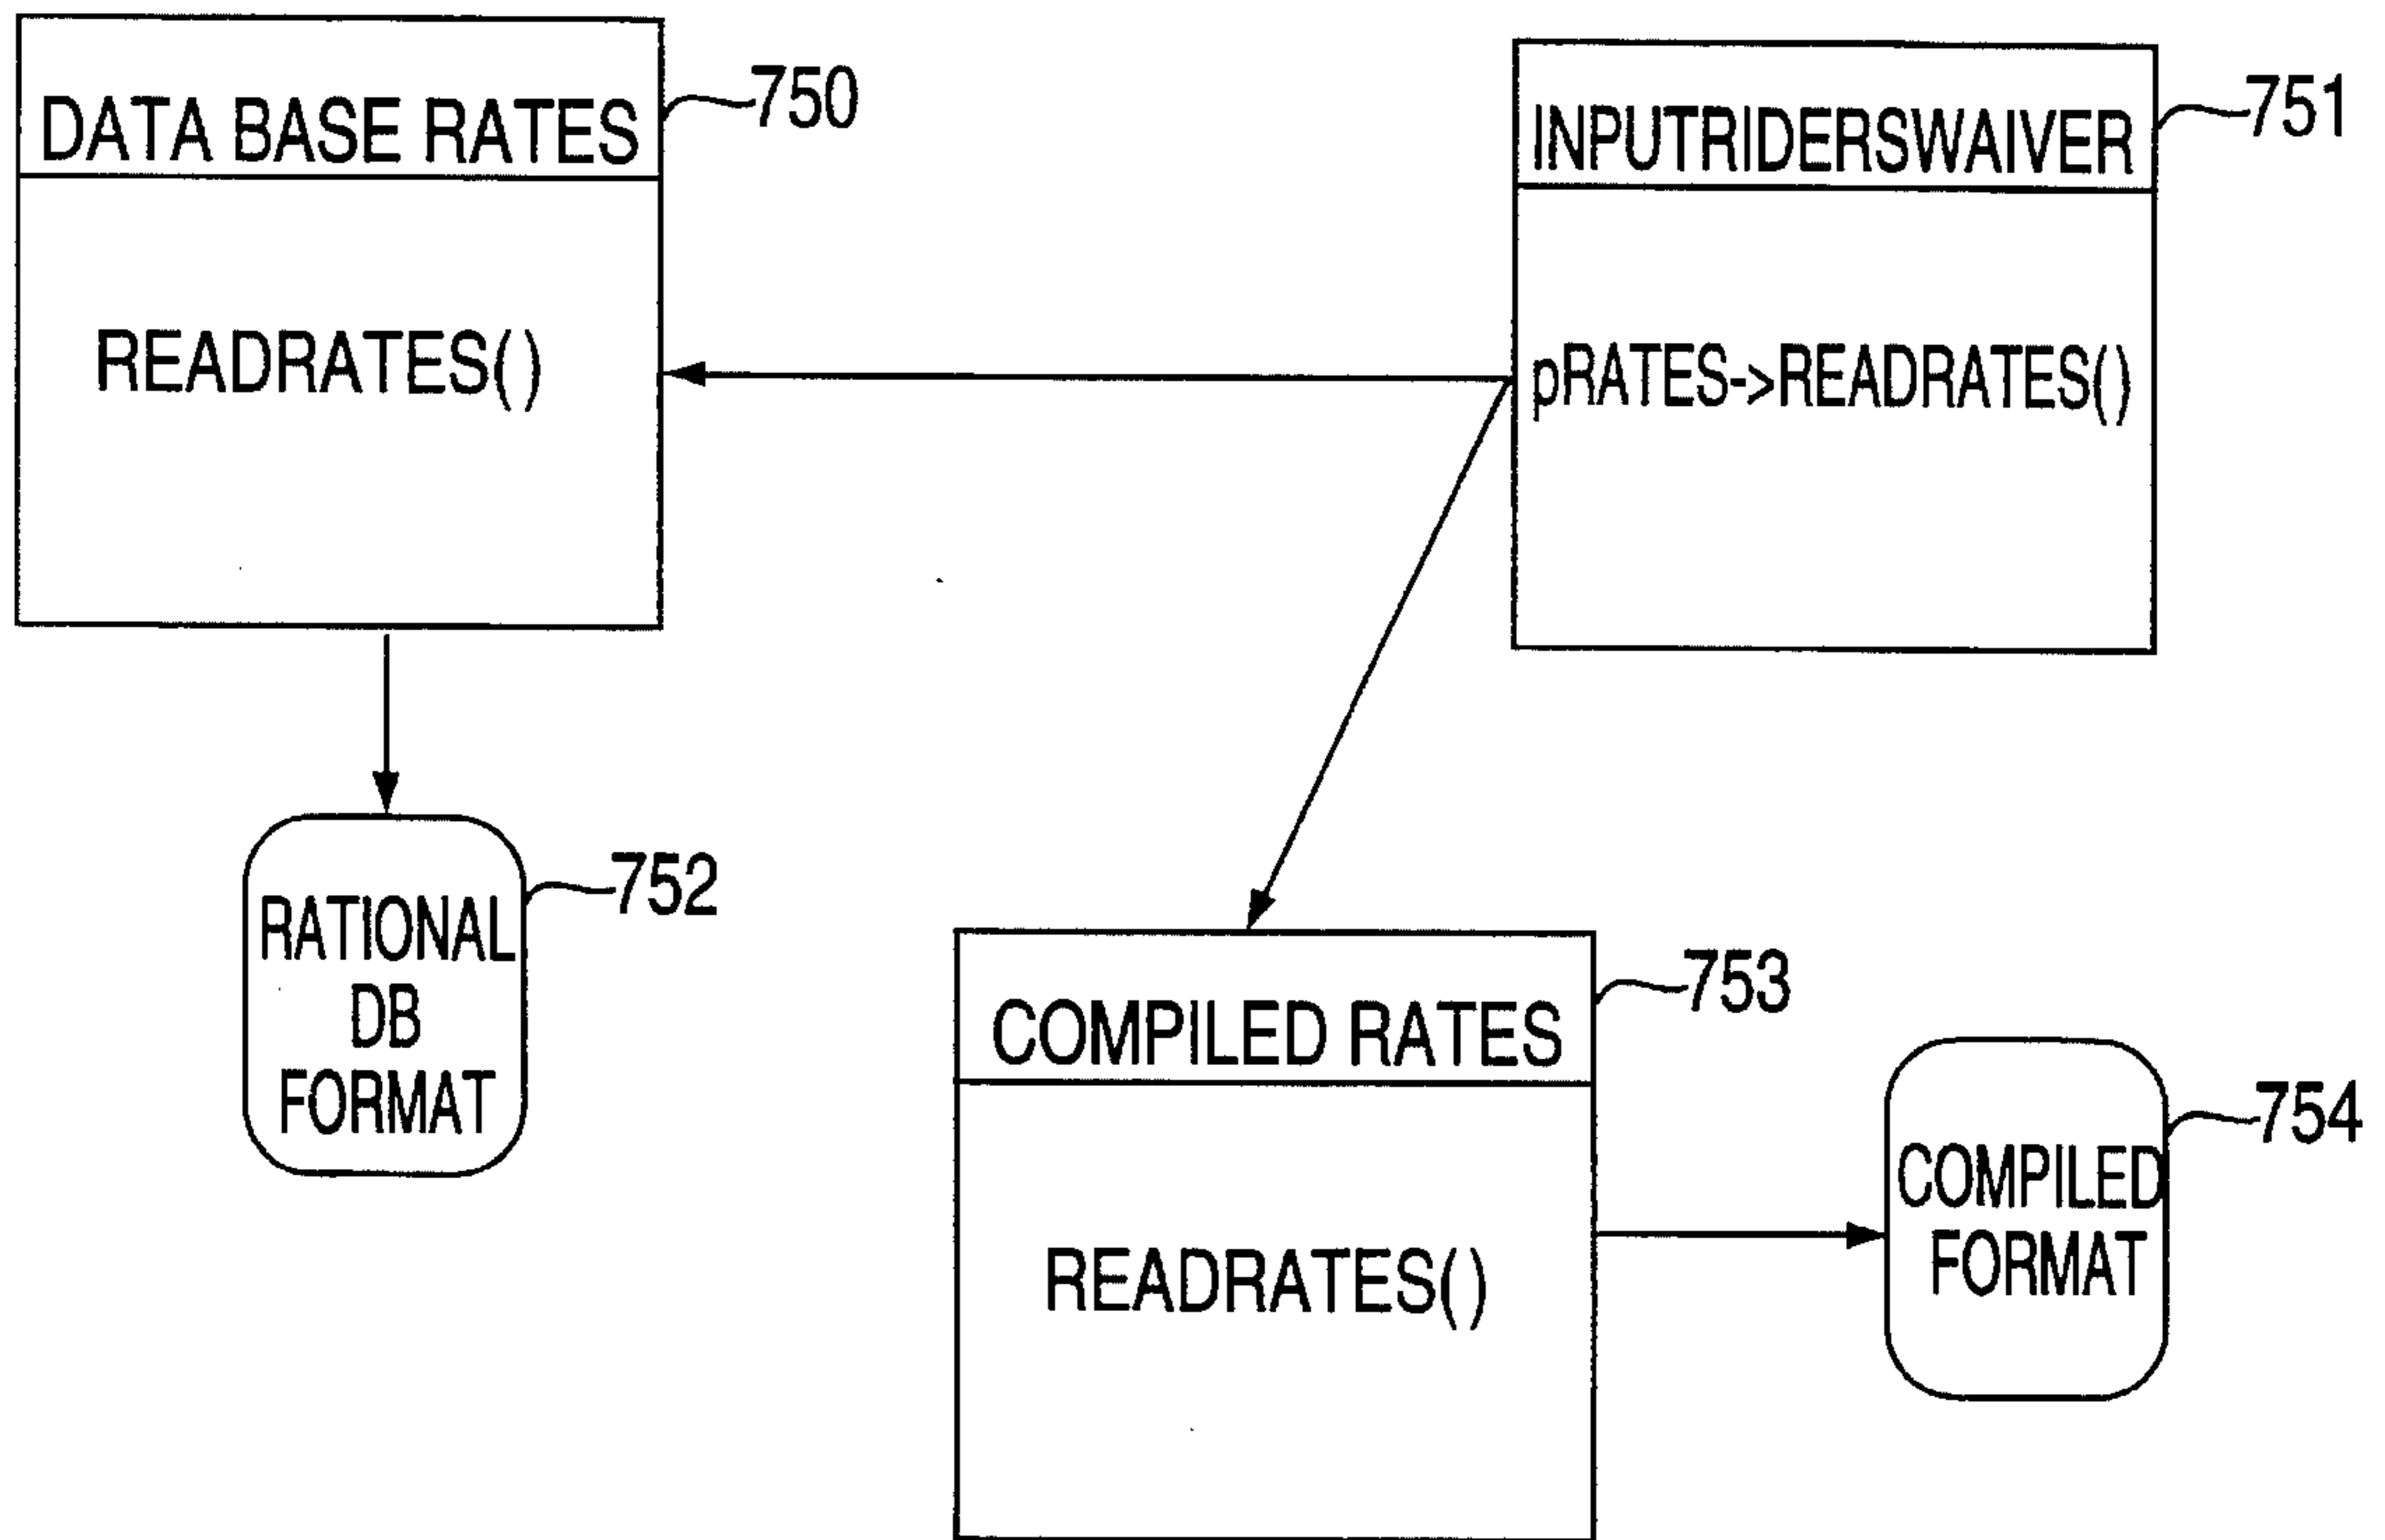 DATA BASE RATES
750
READRATES()
INPUTRIDERSWAIVER
751
pRATES->READRATES()
RATIONAL
DB
FORMAT
752
COMPILED RATES
753
READRATES()
COMPILED
FORMAT
754